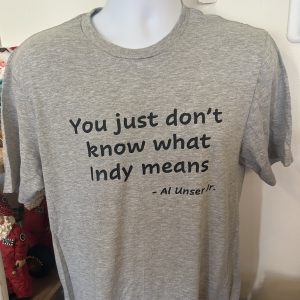 You just don't
know what
Indy means
- Al Unser Jr.